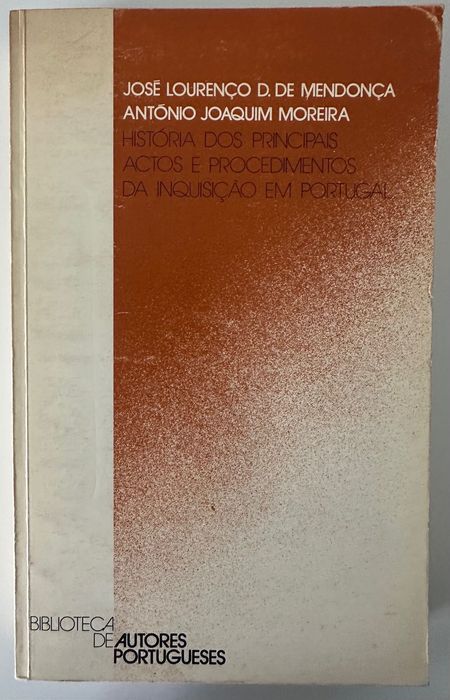 JOSÉ LOURENÇO D. DE MENDONÇA
ANTÓNIO JOAQUIM MOREIRA
HISTÓRIA DOS PRINCIPAIS
ACTOS E PROCEDIMENTOS
DA INQUISIÇÃO EM PORTUGAL
BIBLIOTECA
DE AUTORES
PORTUGUESES